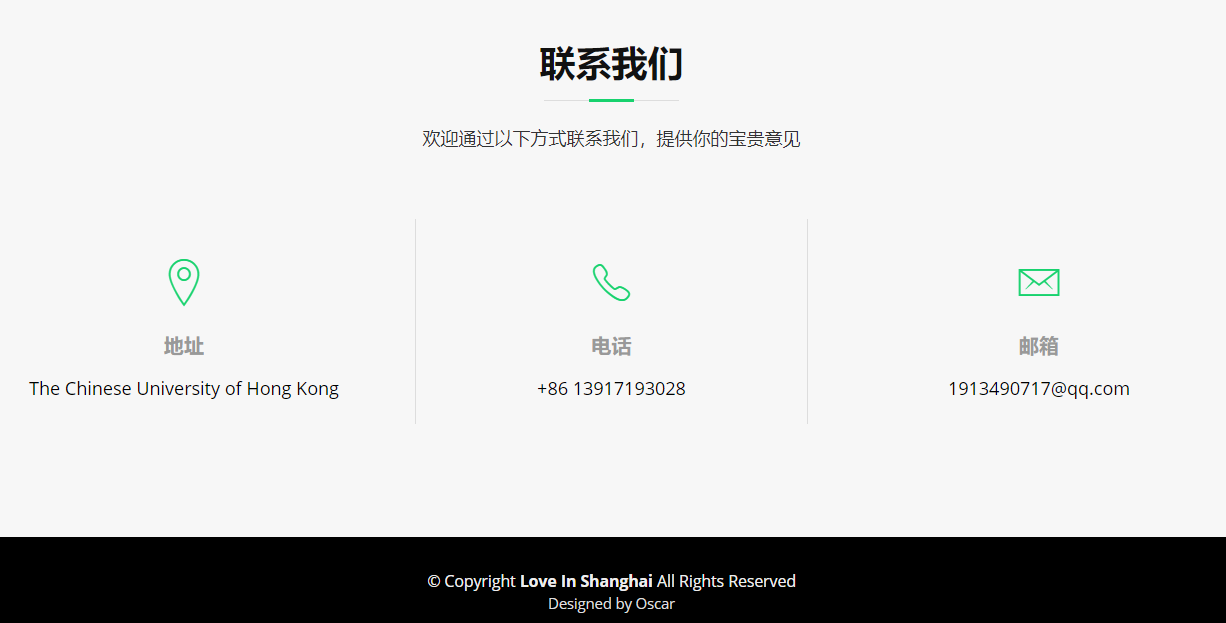 联系我们
欢迎通过以下方式联系我们，提供你的宝贵意见
地址
The Chinese University of Hong Kong
电话
+86 13917193028
邮箱
1913490717@qq.com
© Copyright Love In Shanghai All Rights Reserved
Designed by Oscar